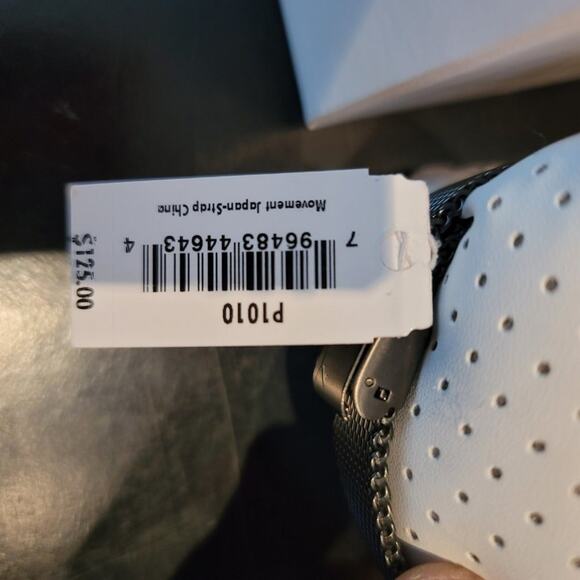 P1010
7 96483 44643 4
Movement Japan-Strap China
$125.00